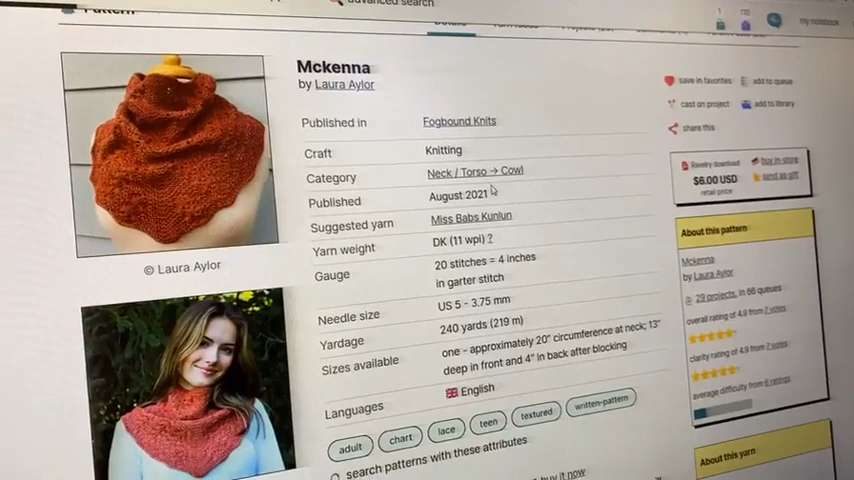 Pattern
advanced search
1
110
my notebook
Mckenna
by Laura Aylor
Published in Fogbound Knits
Craft Knitting
Category Neck / Torso → Cowl
Published August 2021
Suggested yarn Miss Babs Kunlun
Yarn weight DK (11 wpi) ?
Gauge 20 stitches = 4 inches
in garter stitch
Needle size US 5 - 3.75 mm
Yardage 240 yards (219 m)
Sizes available one - approximately 20" circumference at neck; 13"
deep in front and 4" in back after blocking
Languages English
adult chart lace teen textured written-pattern
search patterns with these attributes
buy it now
© Laura Aylor
save in favorites add to queue
cast on project add to library
share this
Ravelry download
$6.00 USD
retail price
buy in-store
send as gift
About this pattern
Mckenna
by Laura Aylor
29 projects, in 66 queues
overall rating of 4.9 from 7 votes
clarity rating of 4.9 from 7 votes
average difficulty from 6 ratings
About this yarn